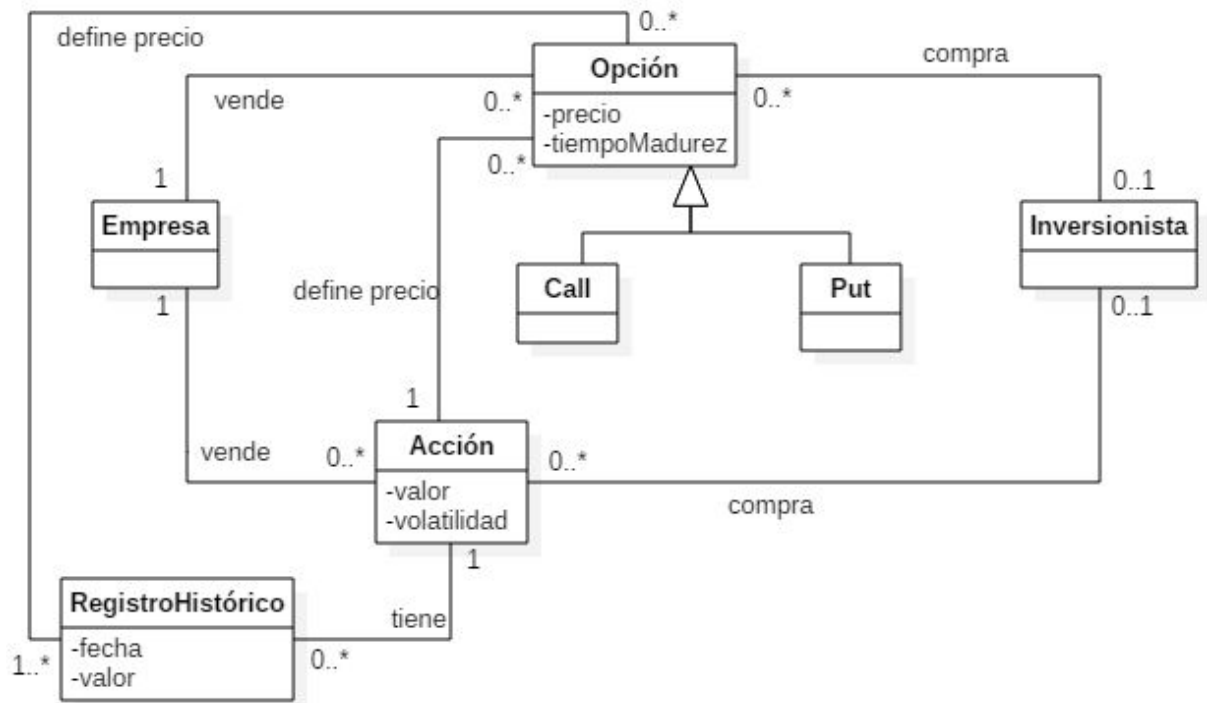 define precio
0..*
Opción
-precio
-tiempoMadurez
vende
0..*
0..*
compra
0..*
1
Empresa
1
0..1
Inversionista
0..1
Call
Put
define precio
1
Acción
-valor
-volatilidad
vende
0..*
0..*
compra
1
tiene
RegistroHistórico
-fecha
-valor
1..*
0..*